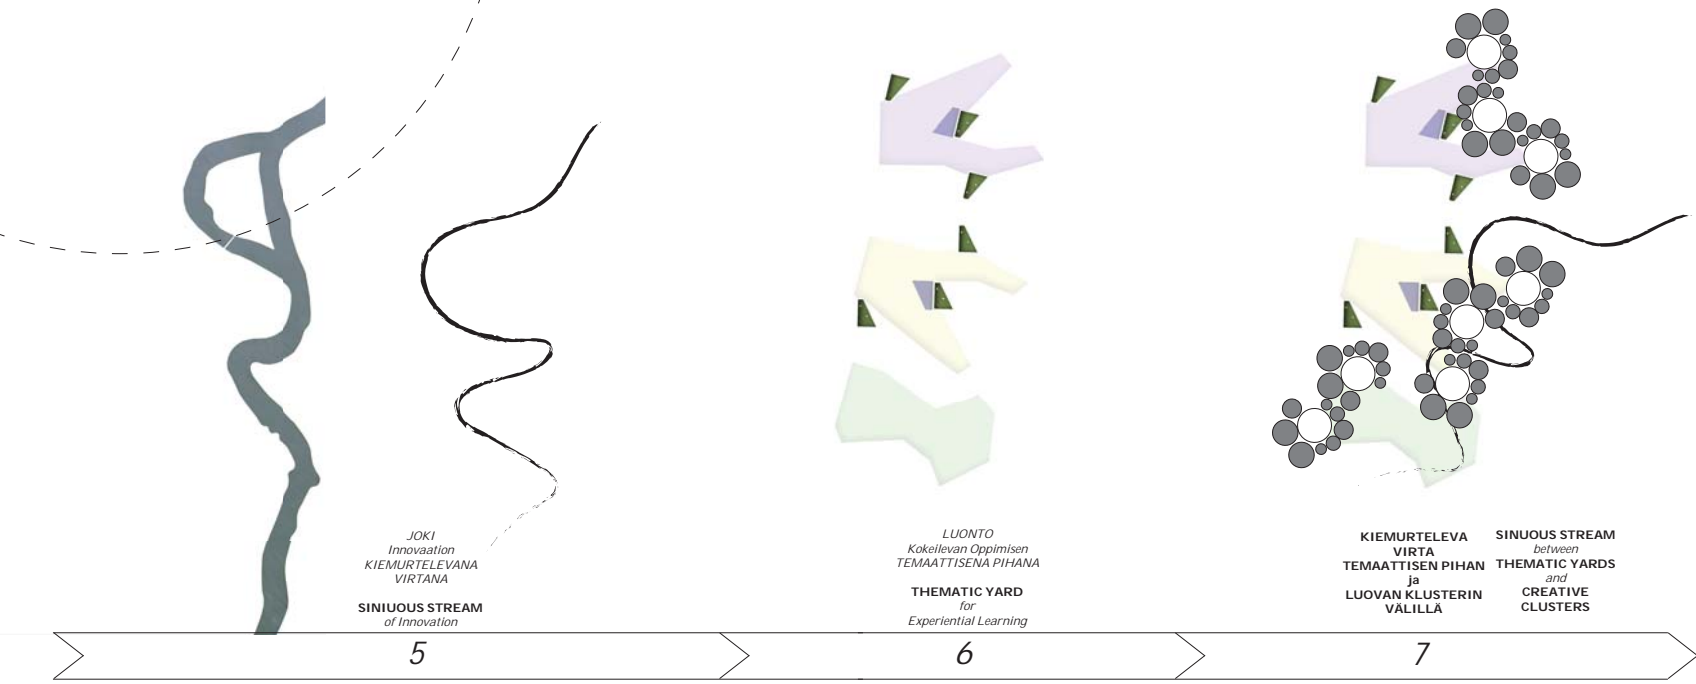 JOKI
Innovaation
KIEMURTELEVANA
VIRTANA
SINIUOUS STREAM
of Innovation
LUONTO
Kokeilevan Oppimisen
TEMAATTISENA PIHANA
THEMATIC YARD
for
Experiential Learning
KIEMURTELEVA
VIRTA
TEMAATTISEN PIHAN
ja
LUOVAN KLUSTERIN
VÄLILLÄ
SINUOUS STREAM
between
THEMATIC YARDS
and
CREATIVE
CLUSTERS
5
6
7